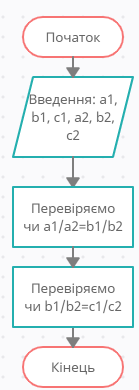 Початок
Введення: a1,
b1, c1, a2, b2,
c2
Перевіряємо
чи a1/a2=b1/b2
Перевіряємо
чи b1/b2=c1/c2
Кінець